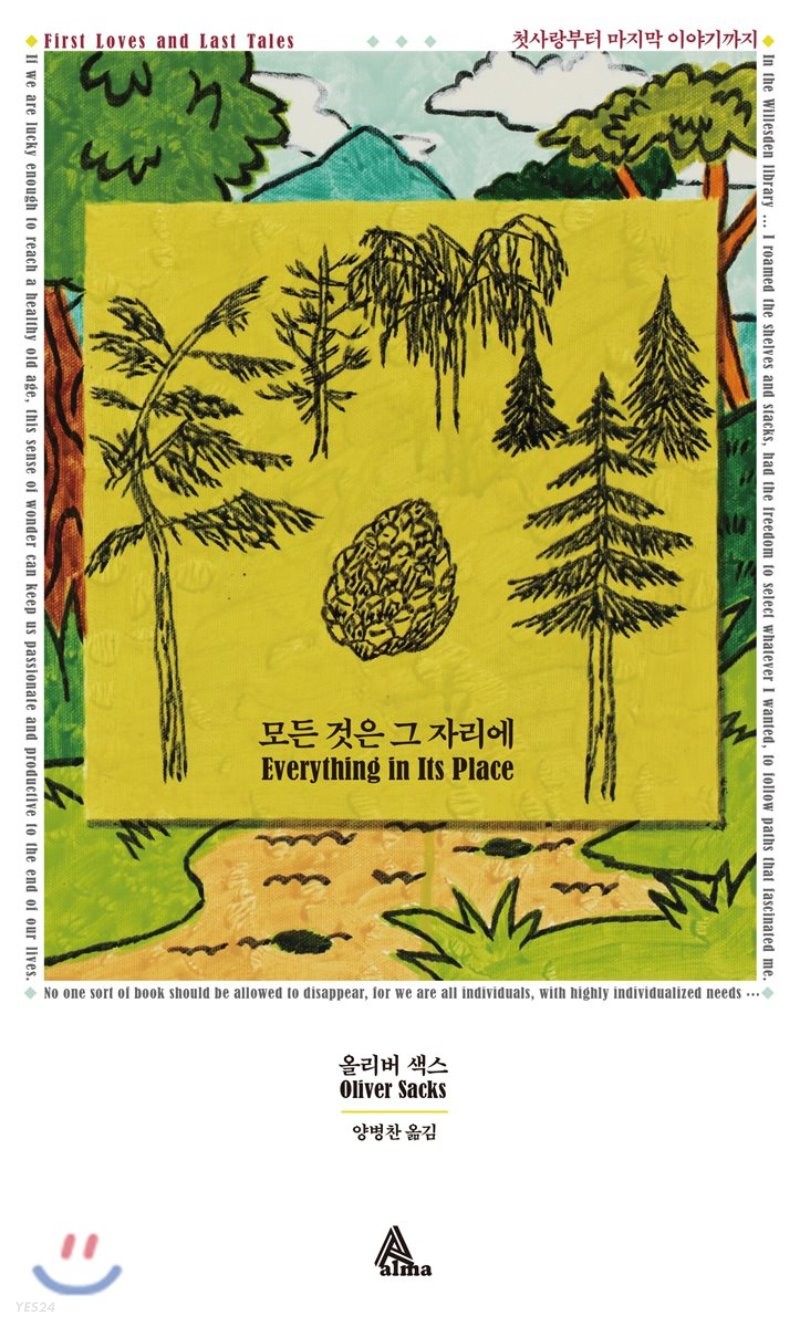 First Loves and Last Tales
첫사랑부터 마지막 이야기까지
If we are lucky enough to reach a healthy old age, this sense of wonder can keep us passionate and productive to the end of our lives.
In the Willesden library ... I roamed the shelves and stacks, had the freedom to select whatever I wanted, to follow paths that fascinated me.
모든 것은 그 자리에
Everything in Its Place
No one sort of book should be allowed to disappear, for we are all individuals, with highly individualized needs ...
올리버 색스
Oliver Sacks
양병찬 옮김
alma
YES24